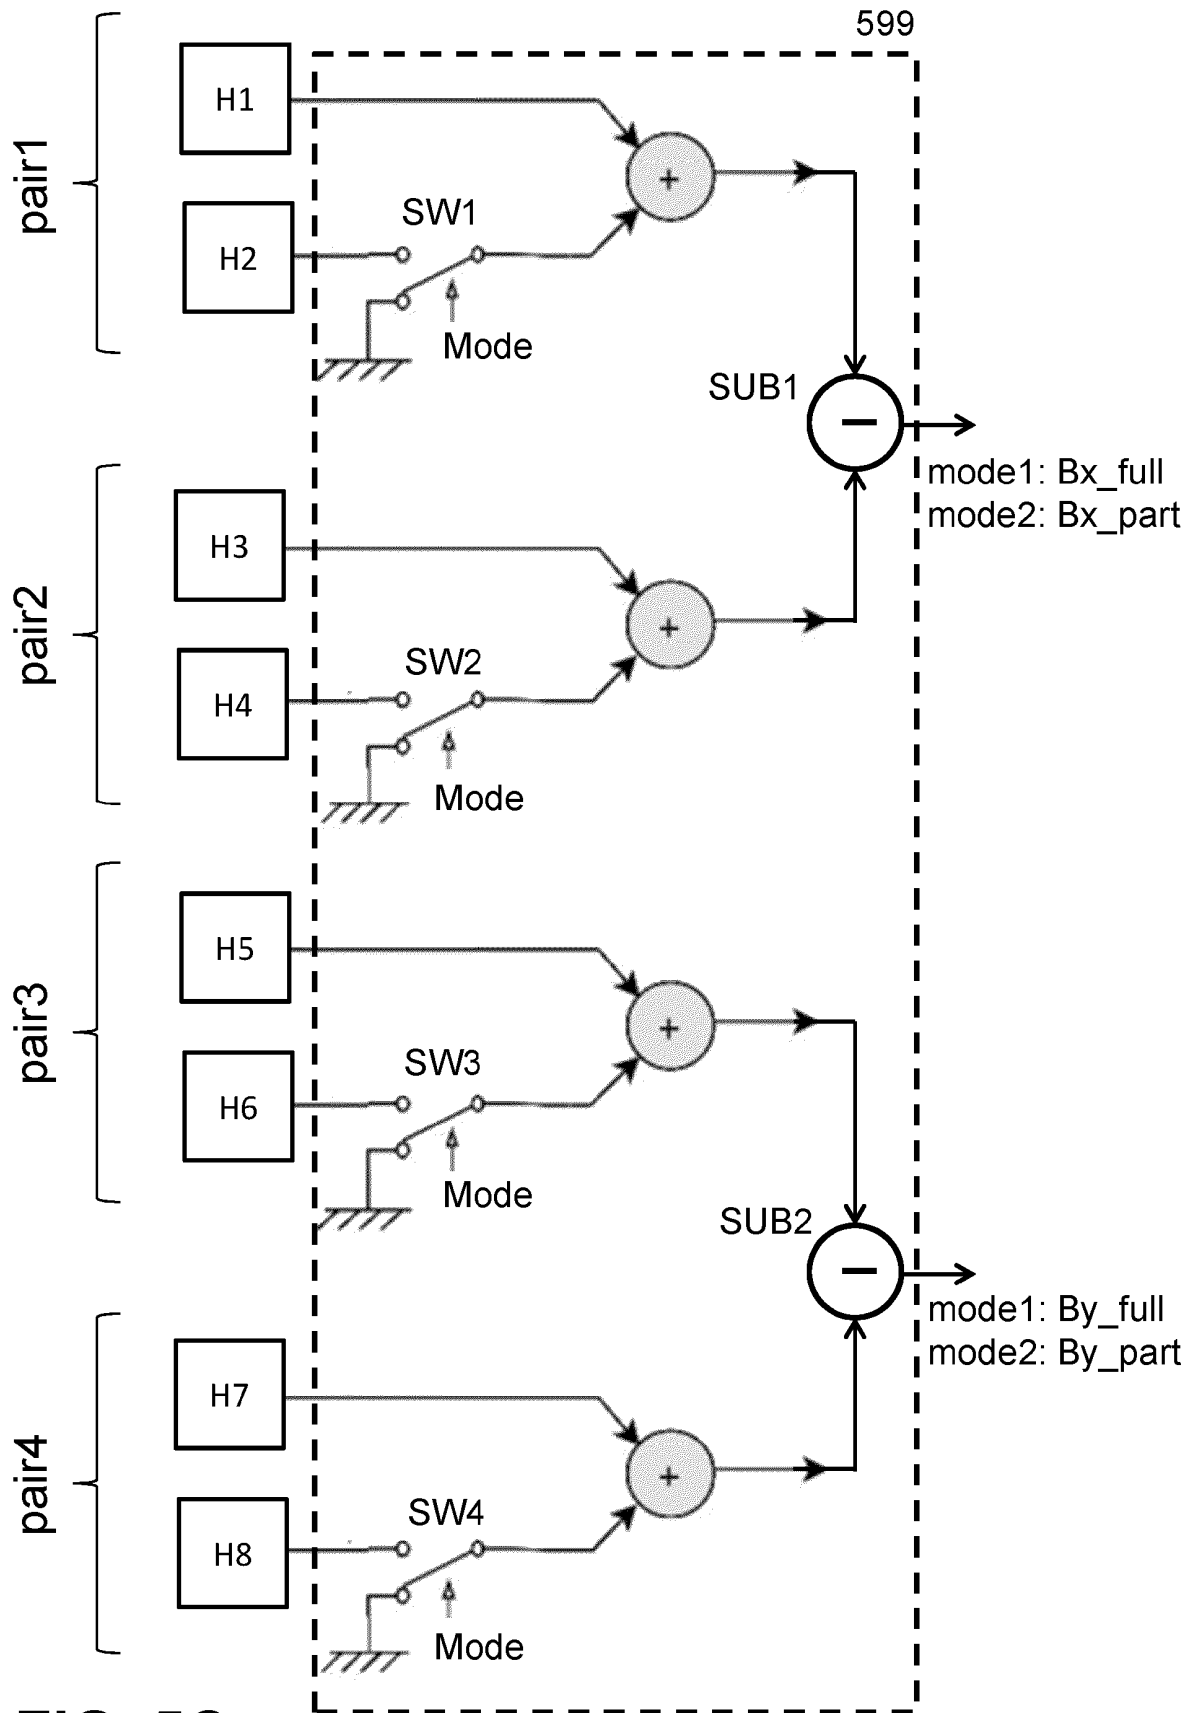 599
pair1
H1
+
H2
SW1
Mode
SUB1
−
mode1: Bx_full
mode2: Bx_part
pair2
H3
+
H4
SW2
Mode
pair3
H5
+
H6
SW3
Mode
SUB2
−
mode1: By_full
mode2: By_part
pair4
H7
+
H8
SW4
Mode